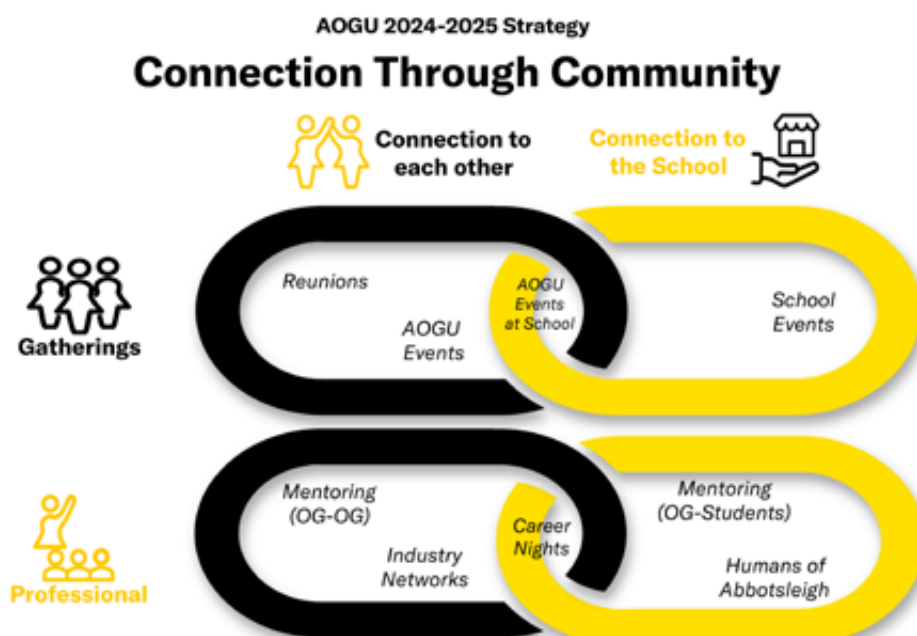 AOGU 2024-2025 Strategy
Connection Through Community
Connection to
each other
Connection to
the School
Gatherings
Reunions
AOGU
Events
AOGU
Events
at School
School
Events
Professional
Mentoring
(OG-OG)
Industry
Networks
Career
Nights
Mentoring
(OG-Students)
Humans of
Abbotsleigh